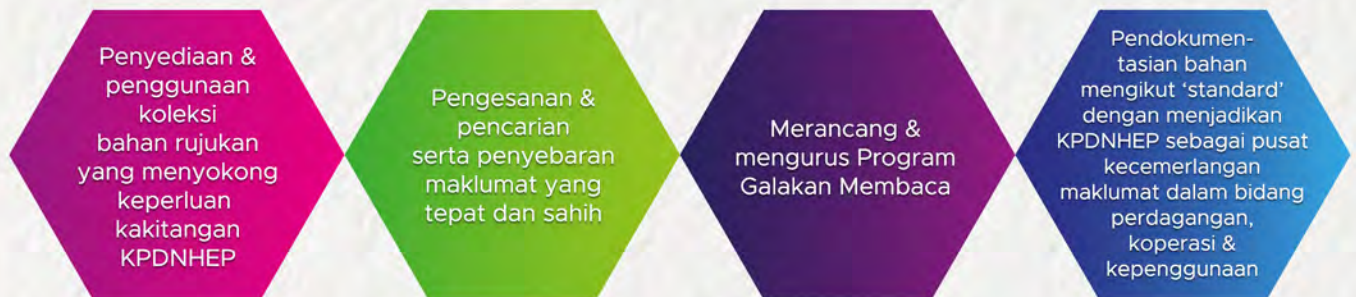 Penyediaan &
penggunaan
koleksi
bahan rujukan
yang menyokong
keperluan
kakitangan
KPDNHEP
Pengesanan &
pencarian
serta penyebaran
maklumat yang
tepat dan sahih
Merancang &
mengurus Program
Galakan Membaca
Pendokumen-
tasian bahan
mengikut ‘standard’
dengan menjadikan
KPDNHEP sebagai pusat
kecemerlangan
maklumat dalam bidang
perdagangan,
koperasi &
kepenggunaan